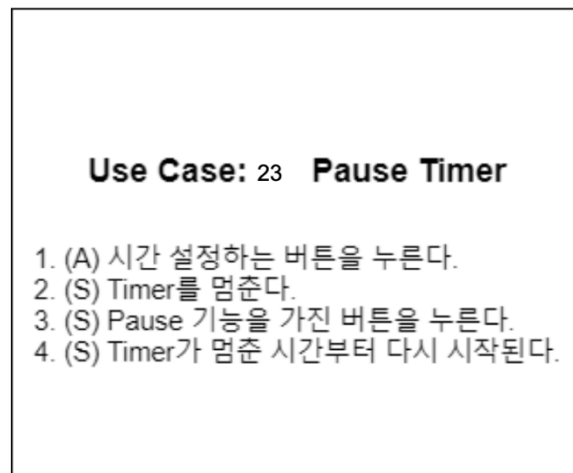 Use Case: 23 Pause Timer
1. (A) 시간 설정하는 버튼을 누른다.
2. (S) Timer를 멈춘다.
3. (S) Pause 기능을 가진 버튼을 누른다.
4. (S) Timer가 멈춘 시간부터 다시 시작된다.